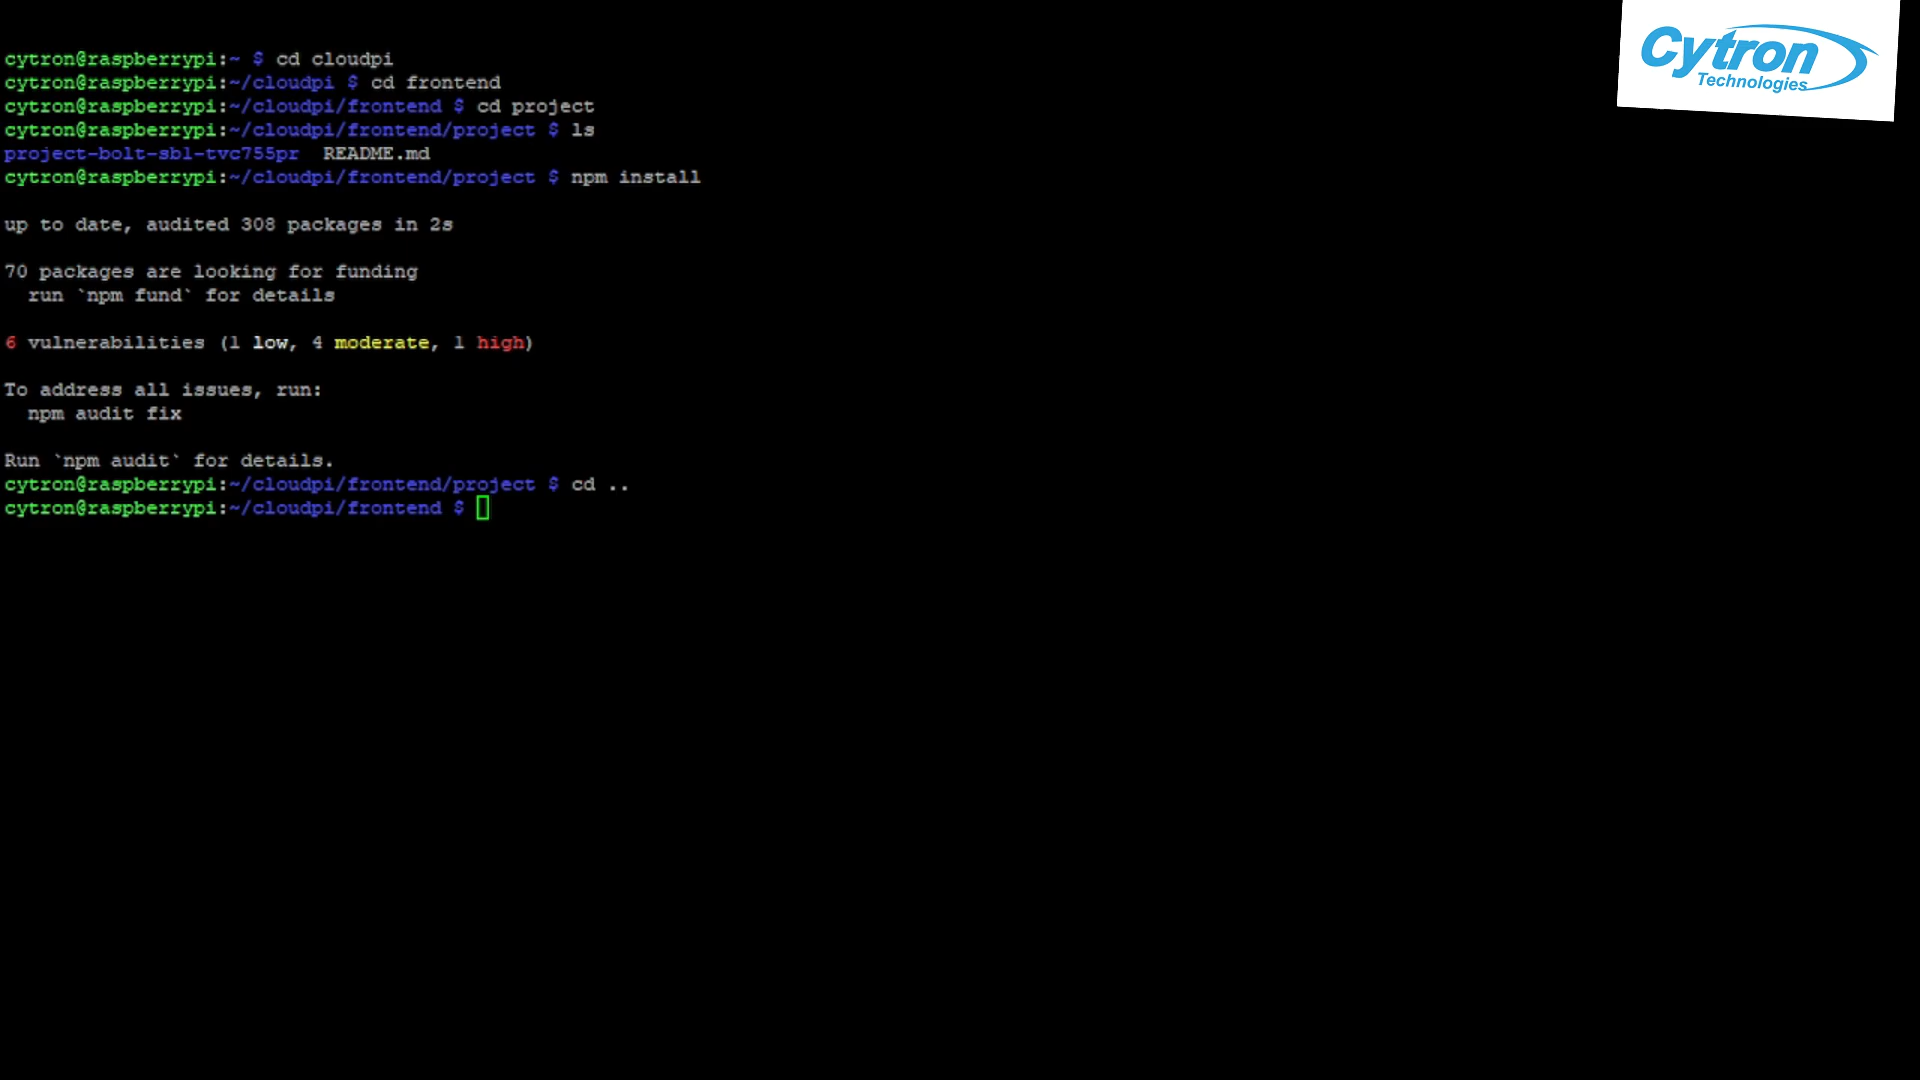 cytron@raspberrypi:~ $ cd cloudpi
cytron@raspberrypi:~/cloudpi $ cd frontend
cytron@raspberrypi:~/cloudpi/frontend $ cd project
cytron@raspberrypi:~/cloudpi/frontend/project $ ls
project-bolt-sb1-tvc755pr  README.md
cytron@raspberrypi:~/cloudpi/frontend/project $ npm install
up to date, audited 308 packages in 2s
70 packages are looking for funding
  run `npm fund` for details
6 vulnerabilities (1 low, 4 moderate, 1 high)
To address all issues, run:
  npm audit fix
Run `npm audit` for details.
cytron@raspberrypi:~/cloudpi/frontend/project $ cd ..
cytron@raspberrypi:~/cloudpi/frontend $
Cytron
Technologies